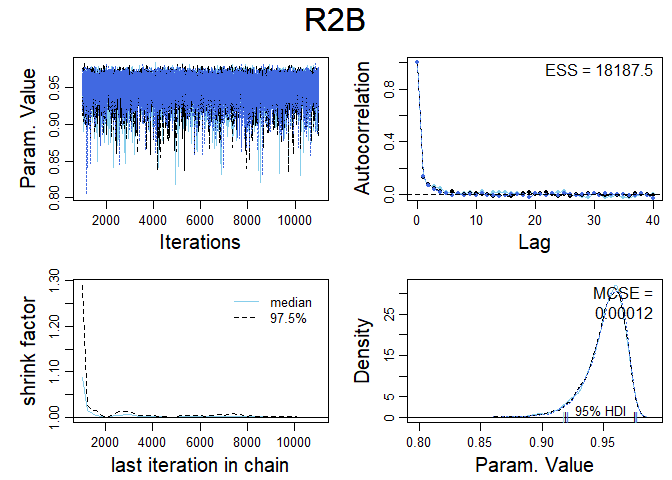 R2B
Param. Value
0.80 0.85 0.90 0.95
2000 4000 6000 8000 10000
Iterations
Autocorrelation
0.0 0.4 0.8
ESS = 18187.5
0 10 20 30 40
Lag
shrink factor
1.00 1.10 1.20 1.30
median
97.5%
2000 4000 6000 8000 10000
last iteration in chain
Density
0 5 15 25
MCSE =
0.00012
95% HDI
0.80 0.85 0.90 0.95
Param. Value